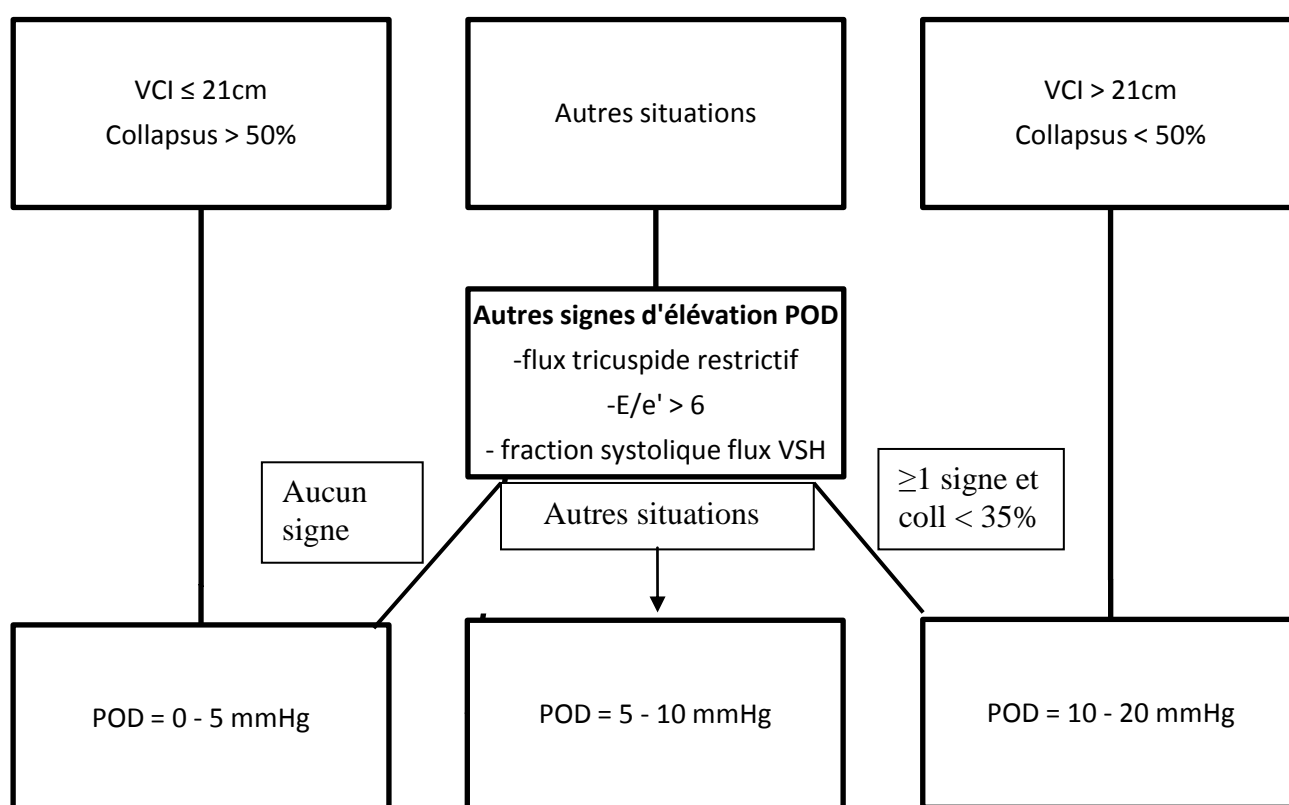 VCI ≤ 21cm
Collapsus > 50%
Autres situations
VCI > 21cm
Collapsus < 50%
Autres signes d'élévation POD
-flux tricuspide restrictif
-E/e' > 6
- fraction systolique flux VSH
Aucun
signe
Autres situations
≥1 signe et
coll < 35%
POD = 0 - 5 mmHg
POD = 5 - 10 mmHg
POD = 10 - 20 mmHg